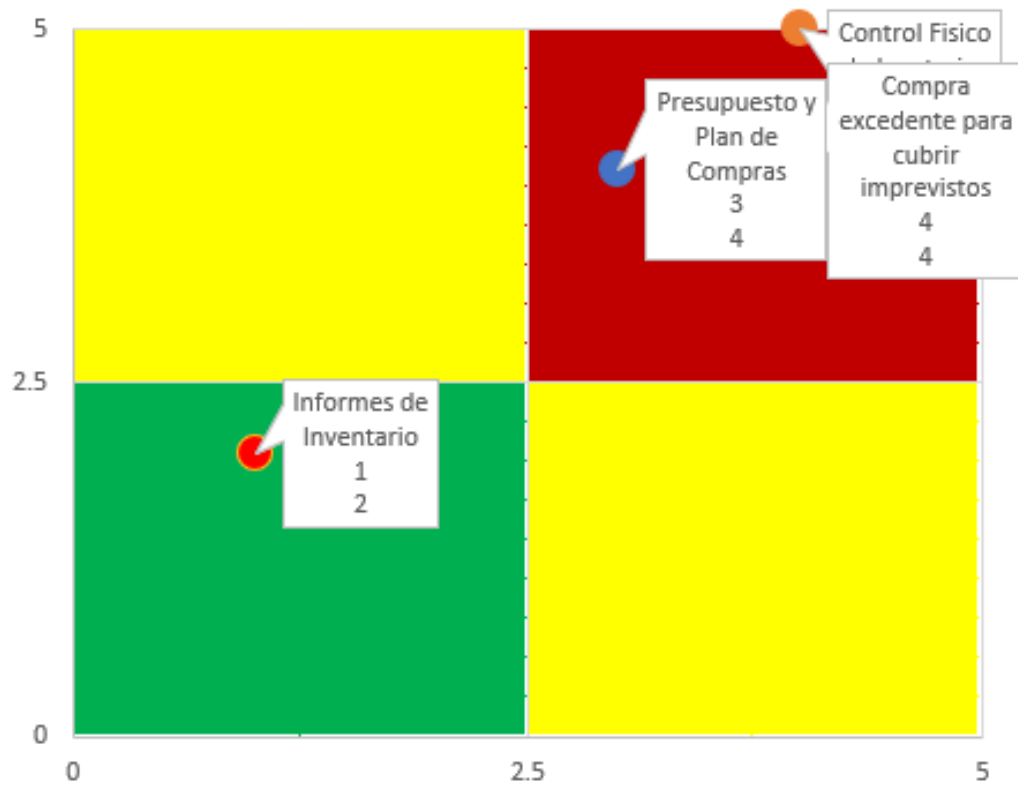 5
Control Fisico
Presupuesto y
Plan de
Compras
3
4
Compra
excedente para
cubrir
imprevistos
4
4
2.5
Informes de
Inventario
1
2
0
0
2.5
5